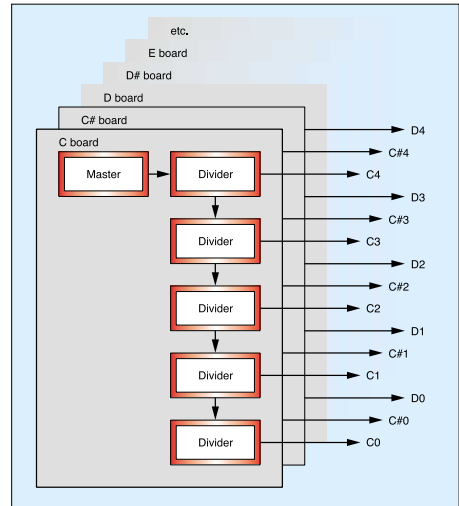 etc.
E board
D# board
D board
C# board
C board
Master
Divider
Divider
Divider
Divider
Divider
D4
C#4
C4
D3
C#3
C3
D2
C#2
C2
D1
C#1
C1
D0
C#0
C0